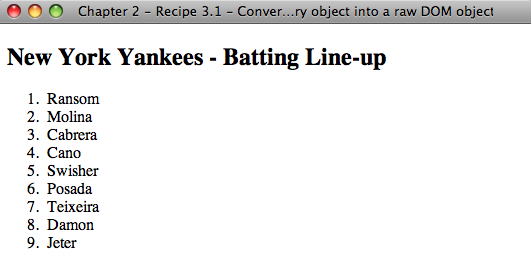 Chapter 2 – Recipe 3.1 – Conver...ry object into a raw DOM object
New York Yankees - Batting Line-up
1. Ransom
2. Molina
3. Cabrera
4. Cano
5. Swisher
6. Posada
7. Teixeira
8. Damon
9. Jeter